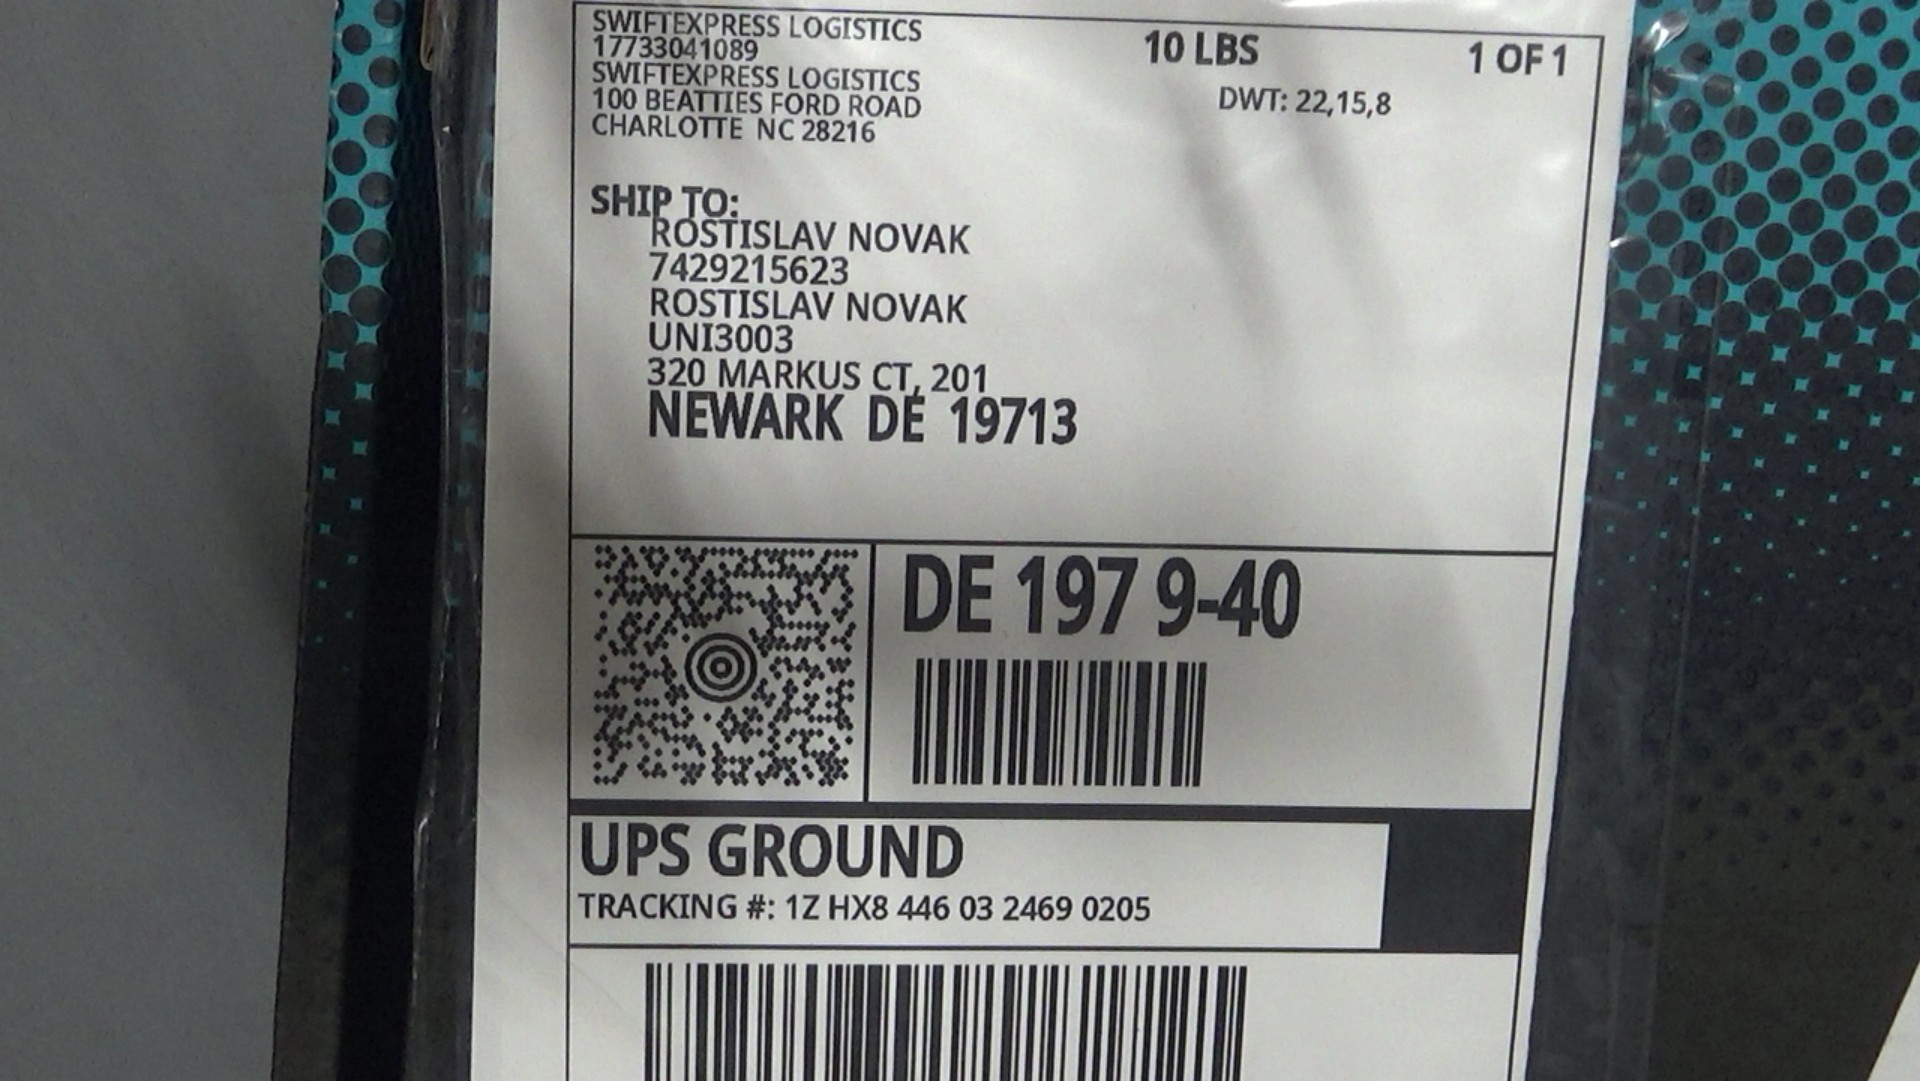 SWIFTEXPRESS LOGISTICS
17733041089
SWIFTEXPRESS LOGISTICS
100 BEATTIES FORD ROAD
CHARLOTTE NC 28216
10 LBS
1 OF 1
DWT: 22,15,8
SHIP TO:
ROSTISLAV NOVAK
7429215623
ROSTISLAV NOVAK
UNI3003
320 MARKUS CT, 201
NEWARK DE 19713
DE 197 9-40
UPS GROUND
TRACKING #: 1Z HX8 446 03 2469 0205